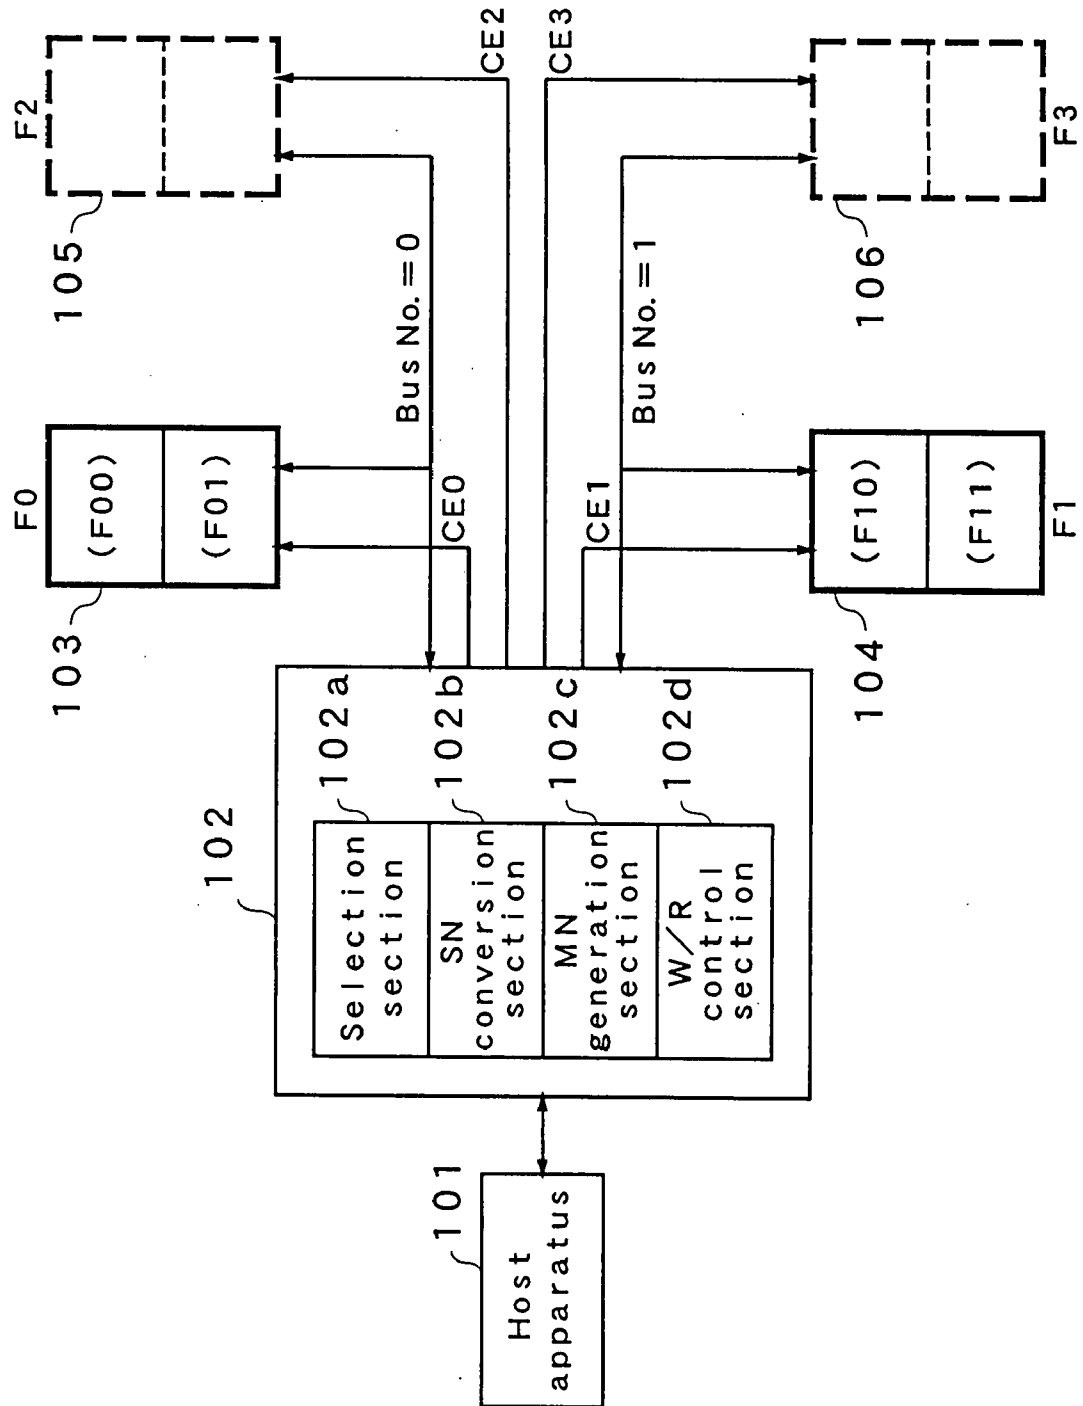 101
Host
apparatus
102
Selection
section
102a
SN
conversion
section
102b
MN
generation
section
102c
W/R
control
section
102d
103
F0
(F00)
(F01)
CE0
Bus No.=0
105
F2
CE2
CE3
CE1
Bus No.=1
104
(F10)
(F11)
F1
106
F3